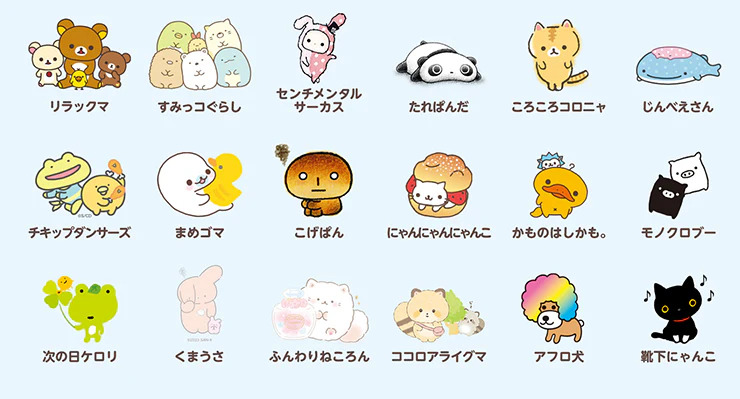 リラックマ
すみっコぐらし
センチメンタル
サーカス
たれぱんだ
ころころコロニャ
じんべえさん
チキップダンサーズ
まめゴマ
こげぱん
にゃんにゃんにゃんこ
かものはしかも。
モノクロブー
次の日ケロリ
くまうさ
ふんわりねころん
ココロアライグマ
アフロ犬
靴下にゃんこ